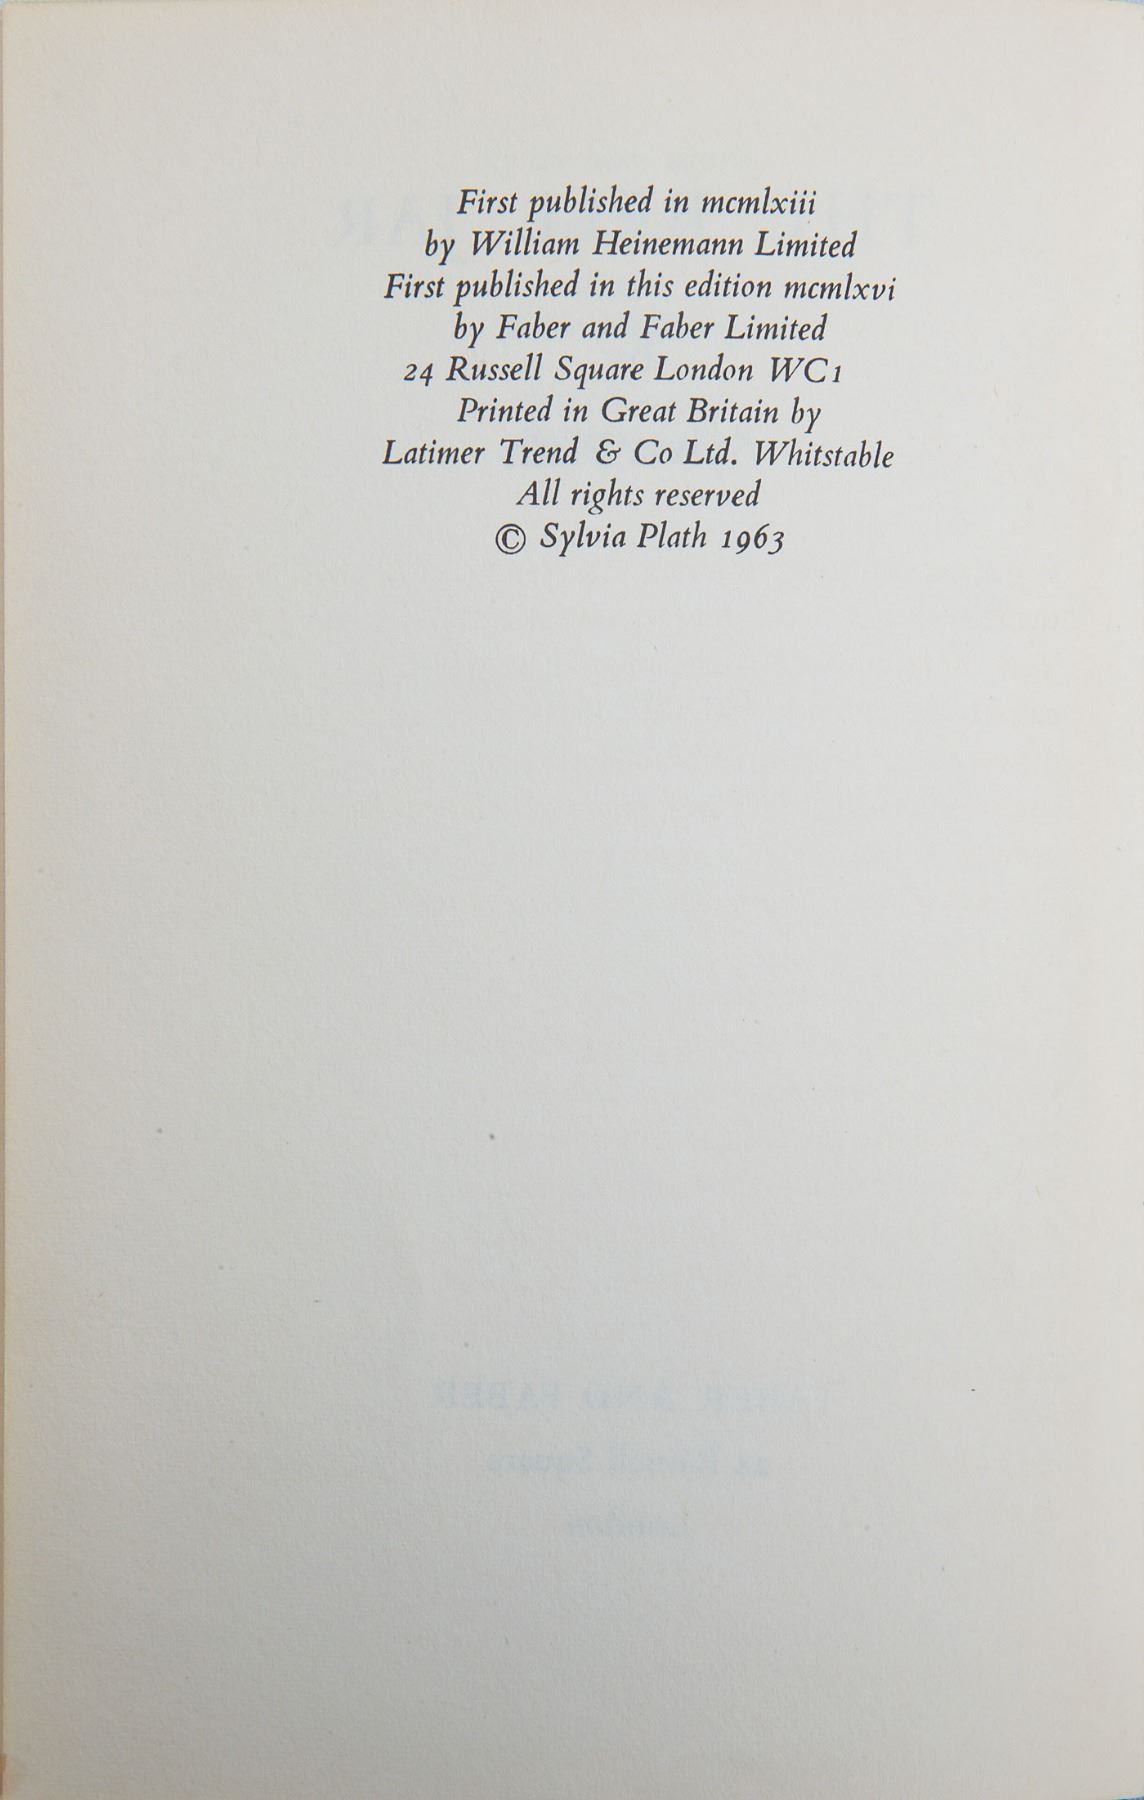 First published in mcmlxiii
by William Heinemann Limited
First published in this edition mcmlxvi
by Faber and Faber Limited
24 Russell Square London WC1
Printed in Great Britain by
Latimer Trend & Co Ltd. Whitstable
All rights reserved
© Sylvia Plath 1963